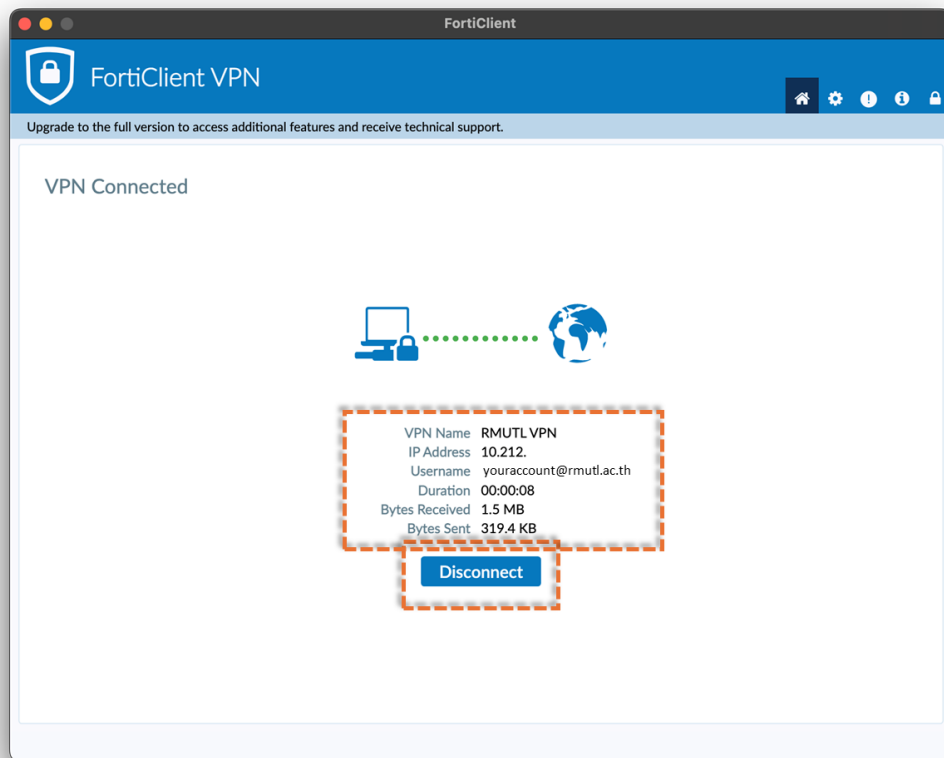 FortiClient
FortiClient VPN
Upgrade to the full version to access additional features and receive technical support.
VPN Connected
VPN Name RMUTL VPN
IP Address 10.212.
Username youraccount@rmutl.ac.th
Duration 00:00:08
Bytes Received 1.5 MB
Bytes Sent 319.4 KB
Disconnect